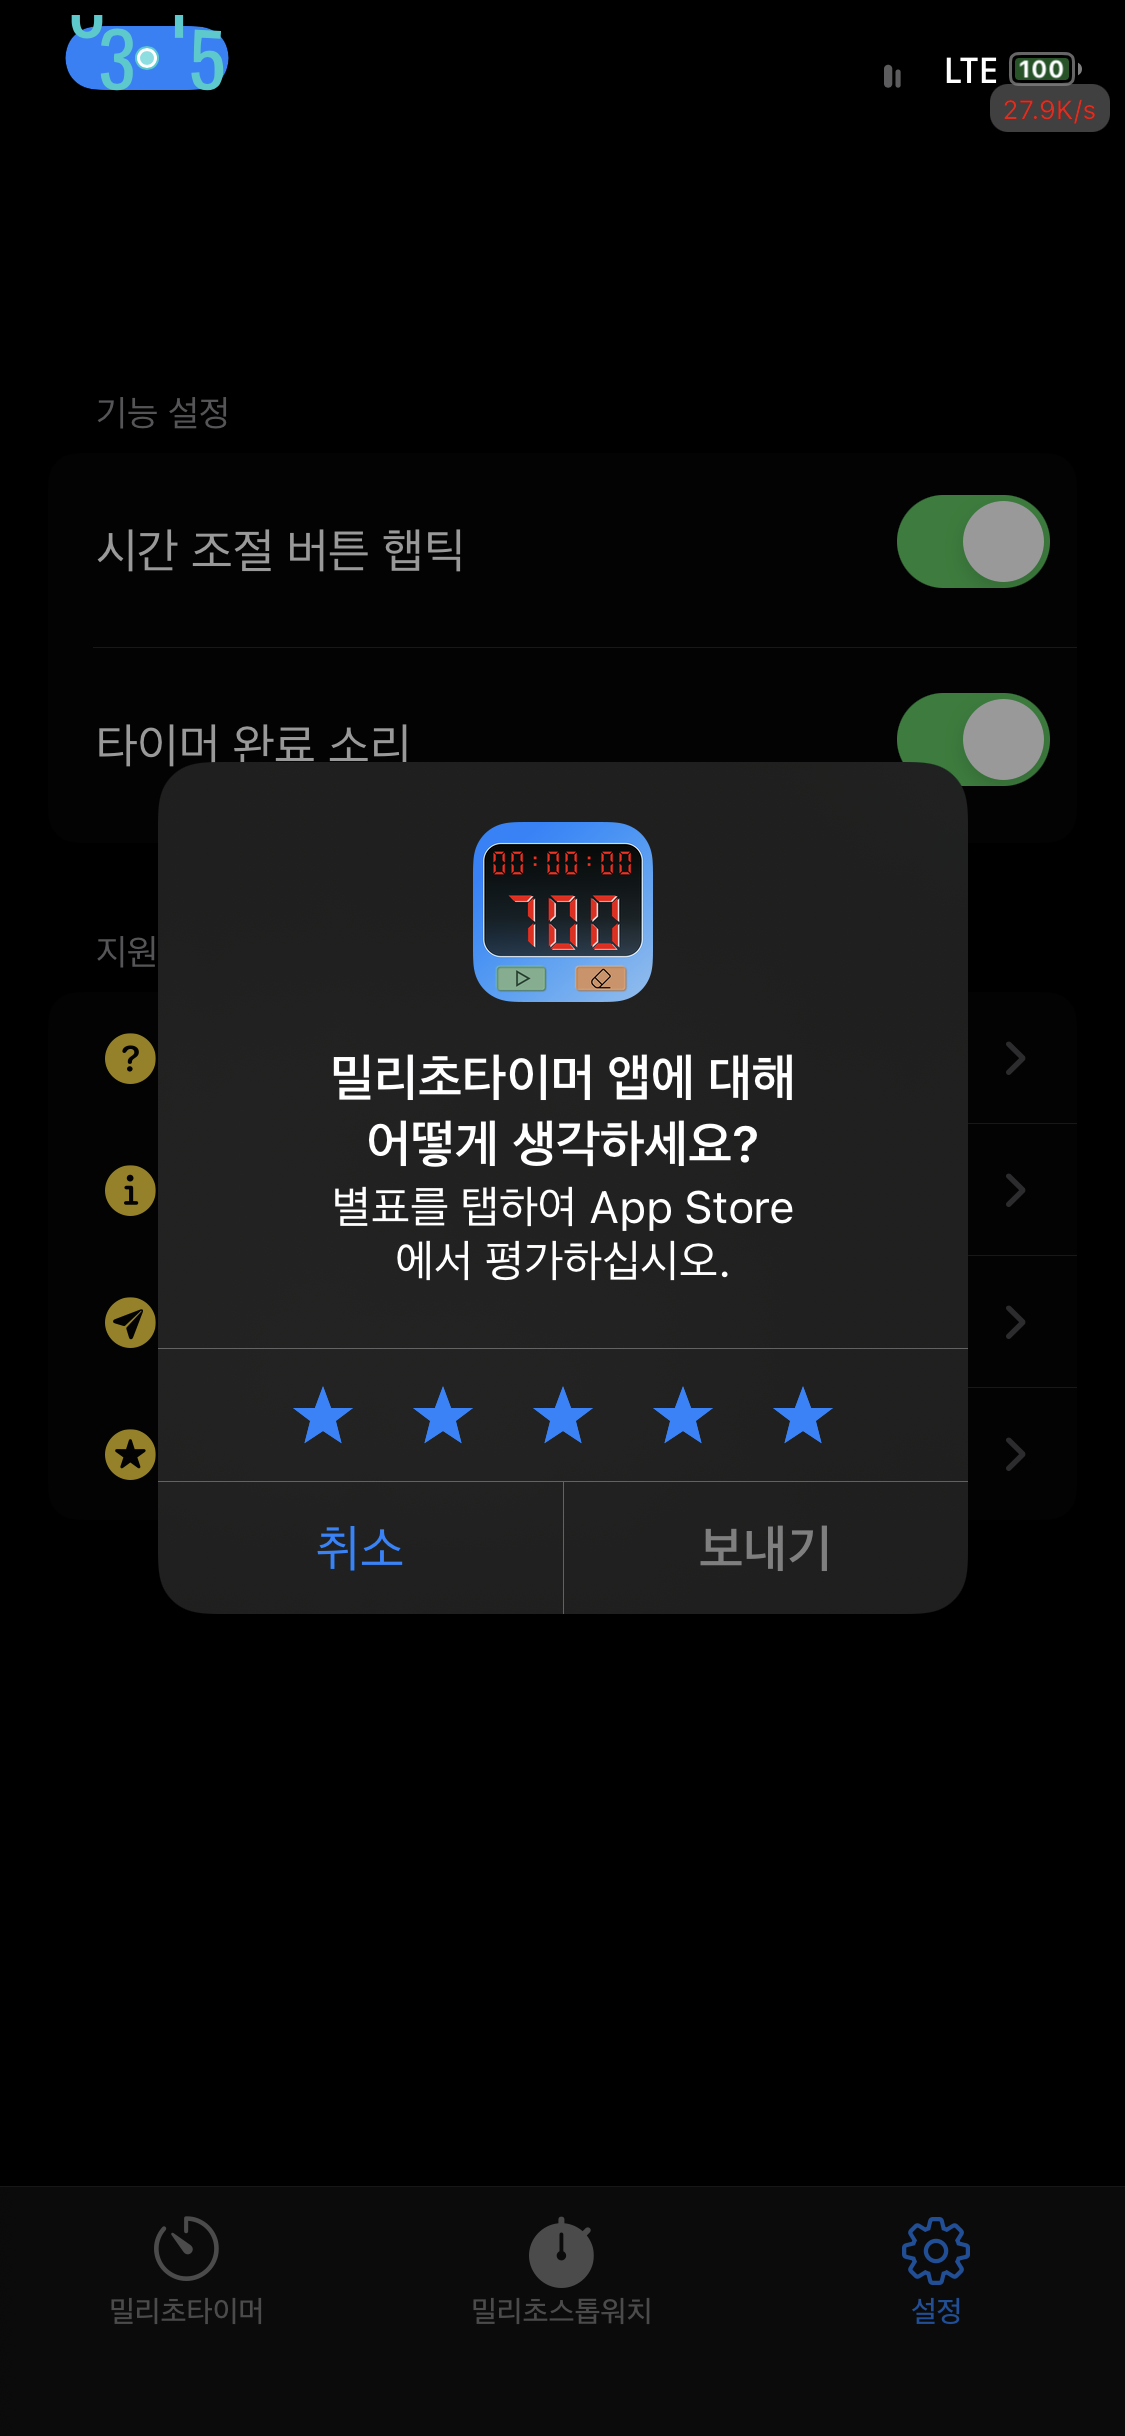 3 15
LTE 100
27.9K/s
기능 설정
시간 조절 버튼 햅틱
타이머 완료 소리
지원
00:00:00
700
밀리초타이머 앱에 대해
어떻게 생각하세요?
별표를 탭하여 App Store
에서 평가하십시오.
취소 보내기
밀리초타이머 밀리초스톱워치 설정